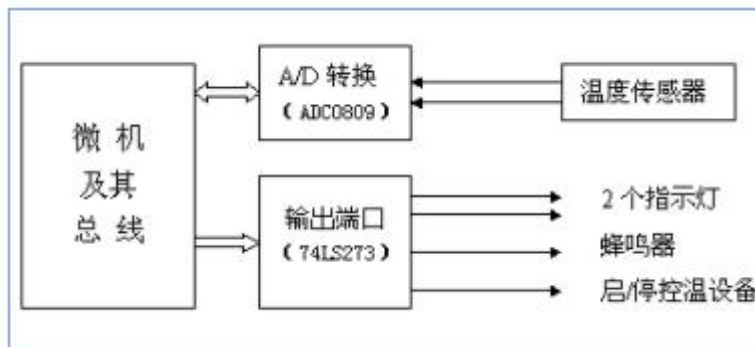 微 机
及其
总 线
A/D 转换
（ADC0809）
温度传感器
输出端口
（74LS273）
2 个指示灯
蜂鸣器
启/停控温设备